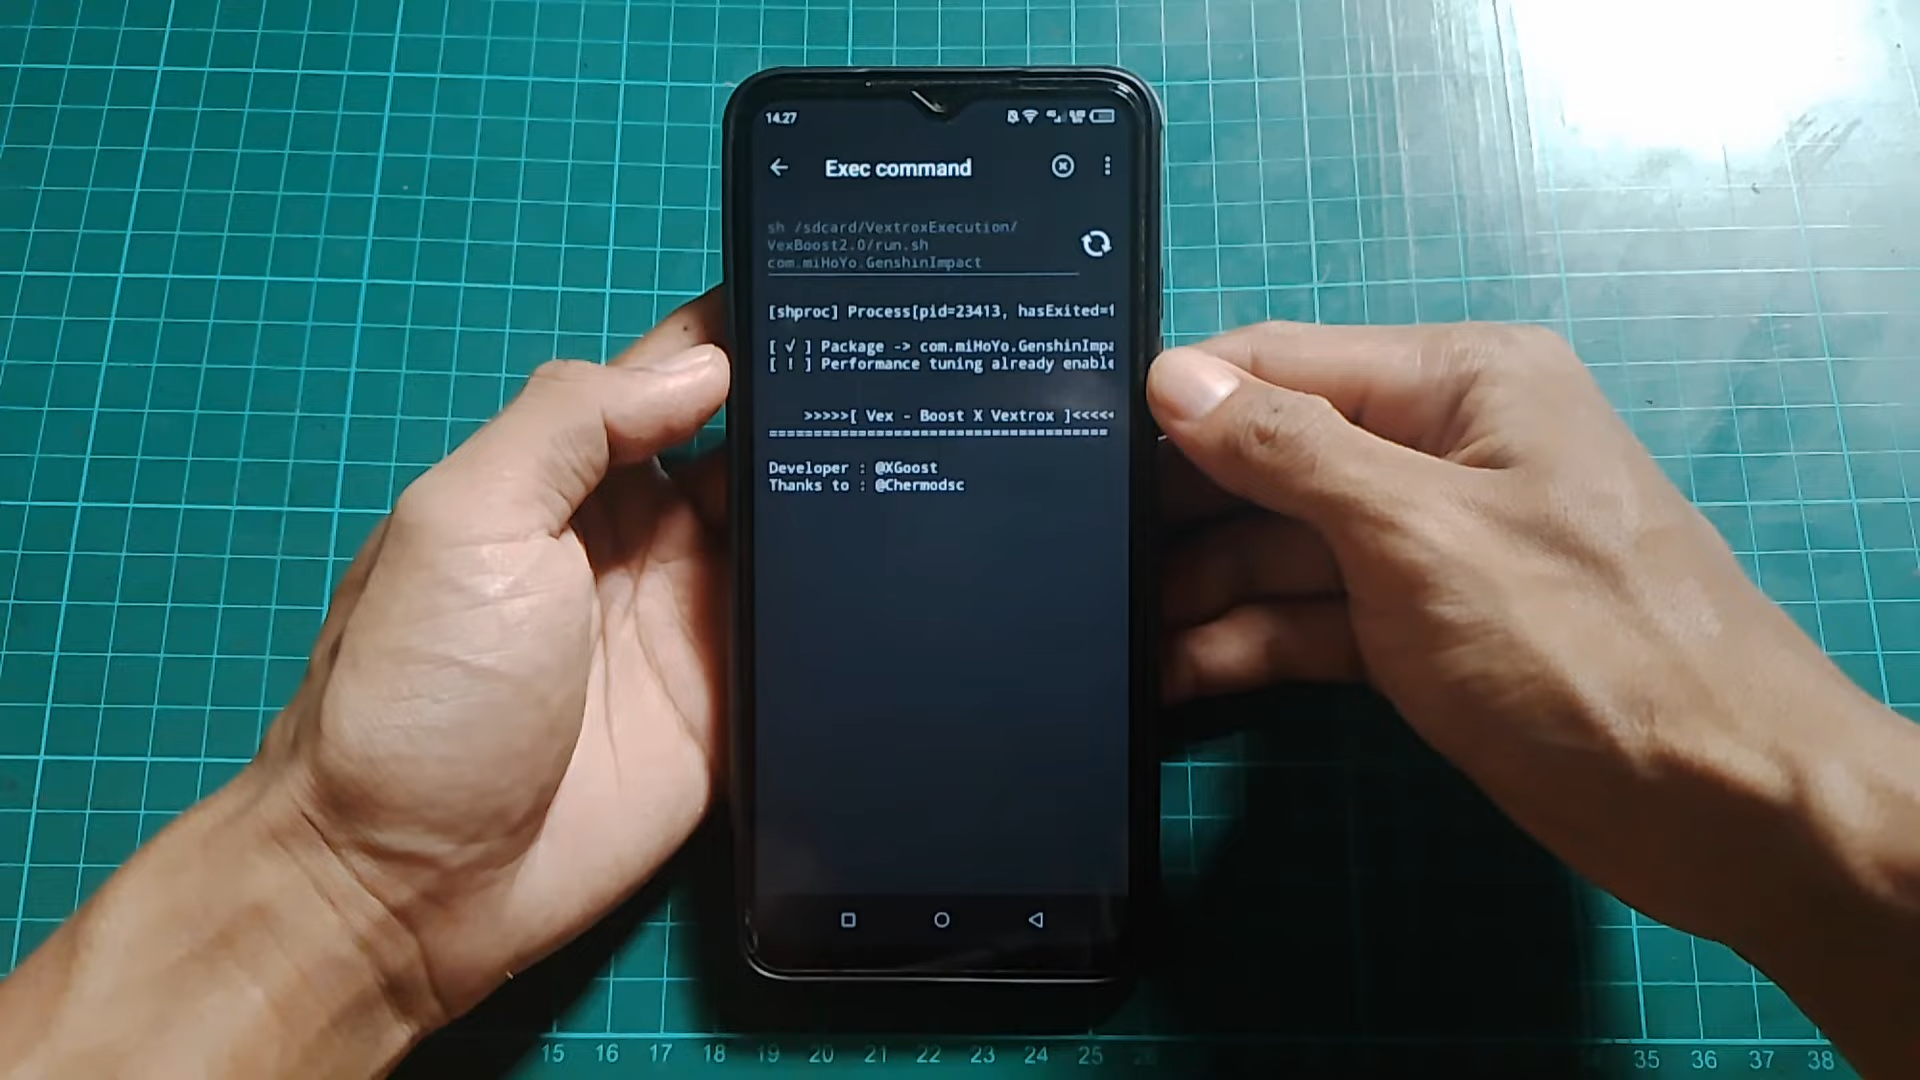 14.27
Exec command
sh /sdcard/VextroxExecution/
VexBoost2.0/run.sh
com.miHoYo.GenshinImpact
[shproc] Process[pid=23413, hasExited=f
[ √ ] Package -> com.miHoYo.GenshinImpa
[ ! ] Performance tuning already enable
>>>>>[ Vex - Boost X Vextrox ]<<<<<
=======================================
Developer : @XGoost
Thanks to : @Chermodsc
15 16 17 18 19 20 21 22 23 24 25 35 36 37 38